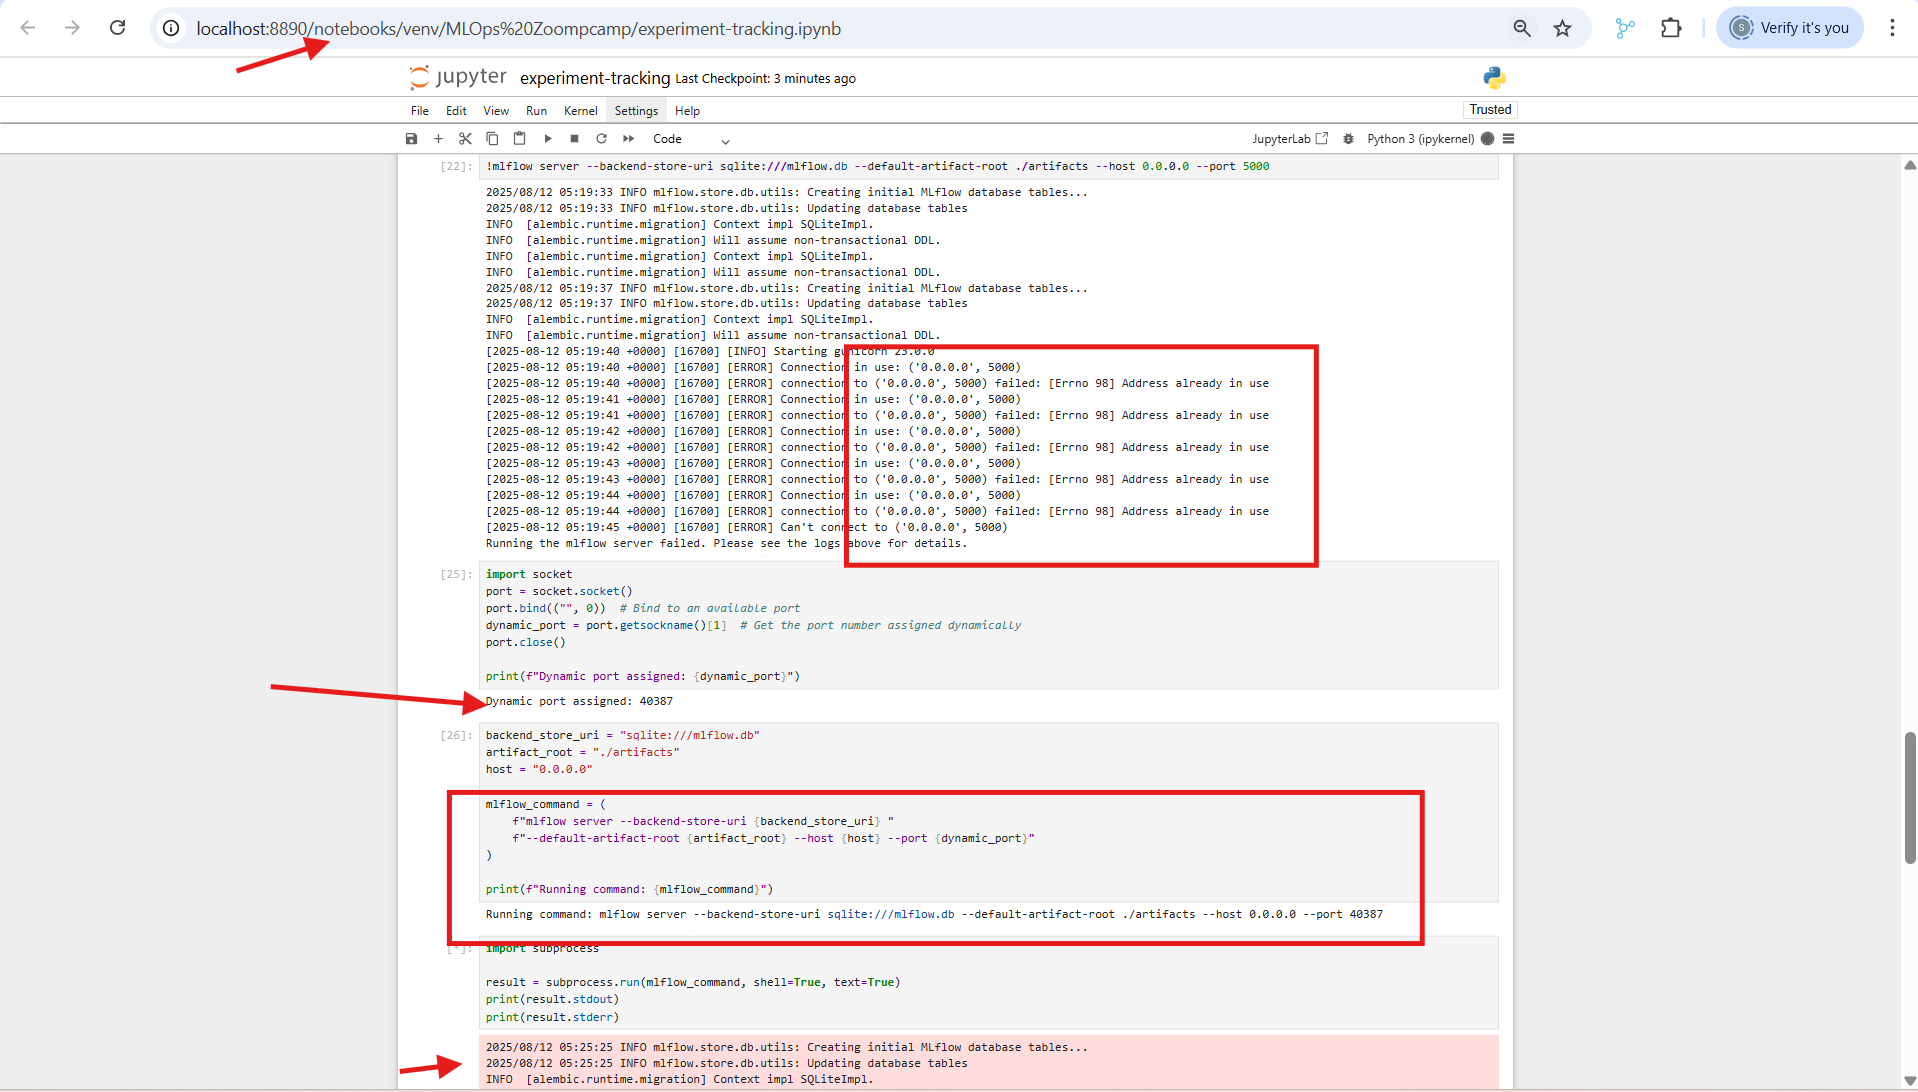 localhost:8890/notebooks/venv/MLOps%20Zoompcamp/experiment-tracking.ipynb
S Verify it's you
jupyter experiment-tracking Last Checkpoint: 3 minutes ago
File Edit View Run Kernel Settings Help
Trusted
Code
JupyterLab Python 3 (ipykernel)
[22]: !mlflow server --backend-store-uri sqlite:///mlflow.db --default-artifact-root ./artifacts --host 0.0.0.0 --port 5000
2025/08/12 05:19:33 INFO mlflow.store.db.utils: Creating initial MLflow database tables...
2025/08/12 05:19:33 INFO mlflow.store.db.utils: Updating database tables
INFO  [alembic.runtime.migration] Context impl SQLiteImpl.
INFO  [alembic.runtime.migration] Will assume non-transactional DDL.
INFO  [alembic.runtime.migration] Context impl SQLiteImpl.
INFO  [alembic.runtime.migration] Will assume non-transactional DDL.
2025/08/12 05:19:37 INFO mlflow.store.db.utils: Creating initial MLflow database tables...
2025/08/12 05:19:37 INFO mlflow.store.db.utils: Updating database tables
INFO  [alembic.runtime.migration] Context impl SQLiteImpl.
INFO  [alembic.runtime.migration] Will assume non-transactional DDL.
[2025-08-12 05:19:40 +0000] [16700] [INFO] Starting gunicorn 23.0.0
[2025-08-12 05:19:40 +0000] [16700] [ERROR] Connection in use: ('0.0.0.0', 5000)
[2025-08-12 05:19:40 +0000] [16700] [ERROR] connection to ('0.0.0.0', 5000) failed: [Errno 98] Address already in use
[2025-08-12 05:19:41 +0000] [16700] [ERROR] Connection in use: ('0.0.0.0', 5000)
[2025-08-12 05:19:41 +0000] [16700] [ERROR] connection to ('0.0.0.0', 5000) failed: [Errno 98] Address already in use
[2025-08-12 05:19:42 +0000] [16700] [ERROR] Connection in use: ('0.0.0.0', 5000)
[2025-08-12 05:19:42 +0000] [16700] [ERROR] connection to ('0.0.0.0', 5000) failed: [Errno 98] Address already in use
[2025-08-12 05:19:43 +0000] [16700] [ERROR] Connection in use: ('0.0.0.0', 5000)
[2025-08-12 05:19:43 +0000] [16700] [ERROR] connection to ('0.0.0.0', 5000) failed: [Errno 98] Address already in use
[2025-08-12 05:19:44 +0000] [16700] [ERROR] Connection in use: ('0.0.0.0', 5000)
[2025-08-12 05:19:44 +0000] [16700] [ERROR] connection to ('0.0.0.0', 5000) failed: [Errno 98] Address already in use
[2025-08-12 05:19:45 +0000] [16700] [ERROR] Can't connect to ('0.0.0.0', 5000)
Running the mlflow server failed. Please see the logs above for details.
[25]: import socket
port = socket.socket()
port.bind(("", 0))  # Bind to an available port
dynamic_port = port.getsockname()[1]  # Get the port number assigned dynamically
port.close()
print(f"Dynamic port assigned: {dynamic_port}")
Dynamic port assigned: 40387
[26]: backend_store_uri = "sqlite:///mlflow.db"
artifact_root = "./artifacts"
host = "0.0.0.0"
mlflow_command = (
    f"mlflow server --backend-store-uri {backend_store_uri} "
    f"--default-artifact-root {artifact_root} --host {host} --port {dynamic_port}"
)
print(f"Running command: {mlflow_command}")
Running command: mlflow server --backend-store-uri sqlite:///mlflow.db --default-artifact-root ./artifacts --host 0.0.0.0 --port 40387
[*]: import subprocess
result = subprocess.run(mlflow_command, shell=True, text=True)
print(result.stdout)
print(result.stderr)
2025/08/12 05:25:25 INFO mlflow.store.db.utils: Creating initial MLflow database tables...
2025/08/12 05:25:25 INFO mlflow.store.db.utils: Updating database tables
INFO  [alembic.runtime.migration] Context impl SQLiteImpl.